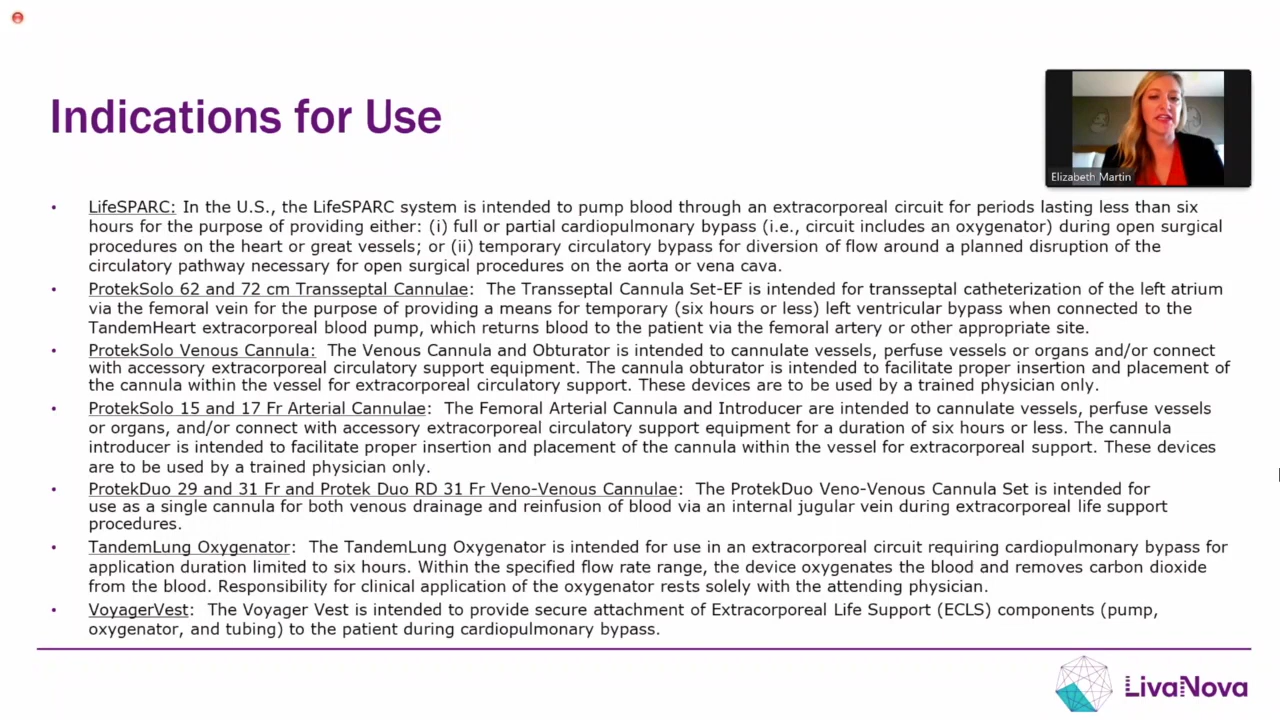 Indications for Use
Elizabeth Martin
• LifeSPARC: In the U.S., the LifeSPARC system is intended to pump blood through an extracorporeal circuit for periods lasting less than six
hours for the purpose of providing either: (i) full or partial cardiopulmonary bypass (i.e., circuit includes an oxygenator) during open surgical
procedures on the heart or great vessels; or (ii) temporary circulatory bypass for diversion of flow around a planned disruption of the
circulatory pathway necessary for open surgical procedures on the aorta or vena cava.
• ProtekSolo 62 and 72 cm Transseptal Cannulae: The Transseptal Cannula Set-EF is intended for transseptal catheterization of the left atrium
via the femoral vein for the purpose of providing a means for temporary (six hours or less) left ventricular bypass when connected to the
TandemHeart extracorporeal blood pump, which returns blood to the patient via the femoral artery or other appropriate site.
• ProtekSolo Venous Cannula: The Venous Cannula and Obturator is intended to cannulate vessels, perfuse vessels or organs and/or connect
with accessory extracorporeal circulatory support equipment. The cannula obturator is intended to facilitate proper insertion and placement of
the cannula within the vessel for extracorporeal circulatory support. These devices are to be used by a trained physician only.
• ProtekSolo 15 and 17 Fr Arterial Cannulae: The Femoral Arterial Cannula and Introducer are intended to cannulate vessels, perfuse vessels
or organs, and/or connect with accessory extracorporeal circulatory support equipment for a duration of six hours or less. The cannula
introducer is intended to facilitate proper insertion and placement of the cannula within the vessel for extracorporeal support. These devices
are to be used by a trained physician only.
• ProtekDuo 29 and 31 Fr and Protek Duo RD 31 Fr Veno-Venous Cannulae: The ProtekDuo Veno-Venous Cannula Set is intended for
use as a single cannula for both venous drainage and reinfusion of blood via an internal jugular vein during extracorporeal life support
procedures.
• TandemLung Oxygenator: The TandemLung Oxygenator is intended for use in an extracorporeal circuit requiring cardiopulmonary bypass for
application duration limited to six hours. Within the specified flow rate range, the device oxygenates the blood and removes carbon dioxide
from the blood. Responsibility for clinical application of the oxygenator rests solely with the attending physician.
• VoyagerVest: The Voyager Vest is intended to provide secure attachment of Extracorporeal Life Support (ECLS) components (pump,
oxygenator, and tubing) to the patient during cardiopulmonary bypass.
LivaNova